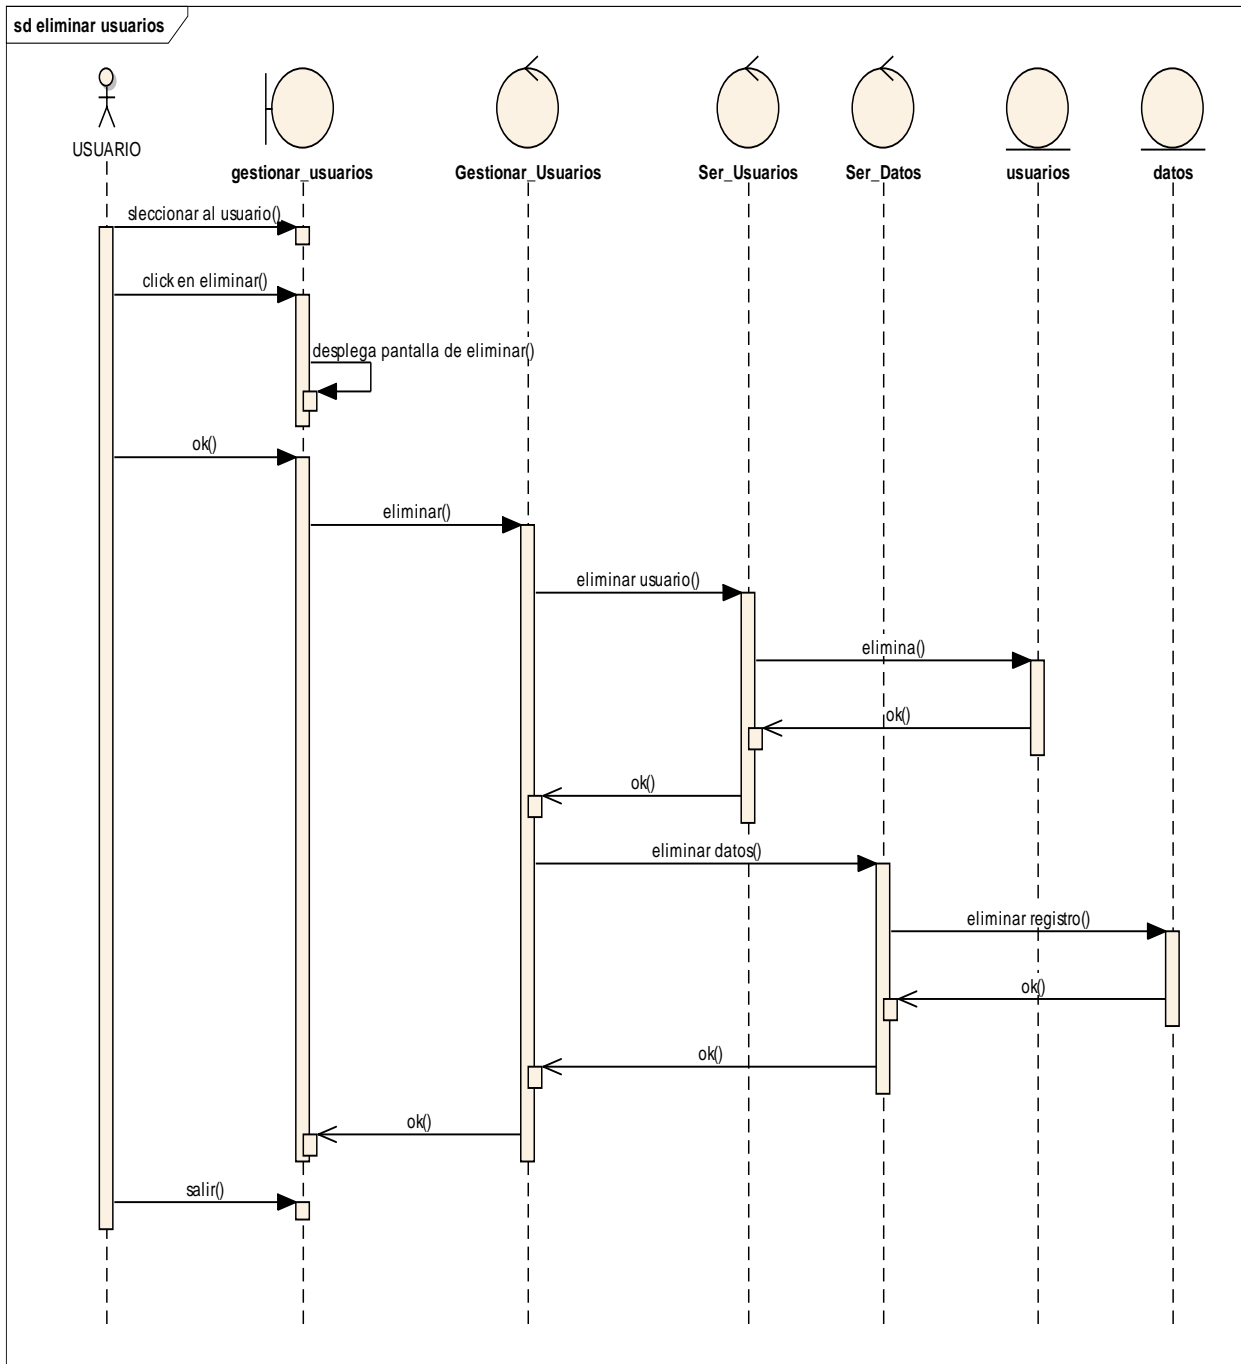 sd eliminar usuarios
USUARIO
gestionar_usuarios
Gestionar_Usuarios
Ser_Usuarios
Ser_Datos
usuarios
datos
sleccionar al usuario()
click en eliminar()
desplega pantalla de eliminar()
ok()
eliminar()
eliminar usuario()
elimina()
ok()
ok()
eliminar datos()
eliminar registro()
ok()
ok()
ok()
salir()